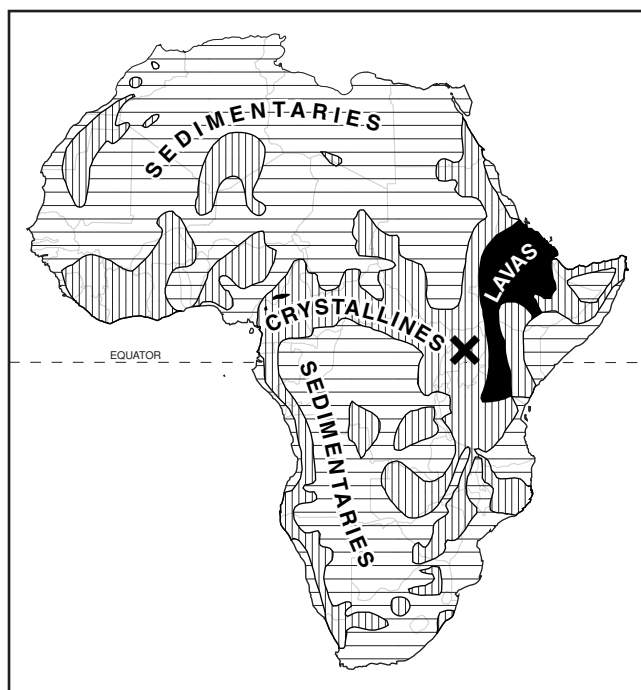 SEDIMENTARIES
LAVAS
CRYSTALLINES
EQUATOR
SEDIMENTARIES